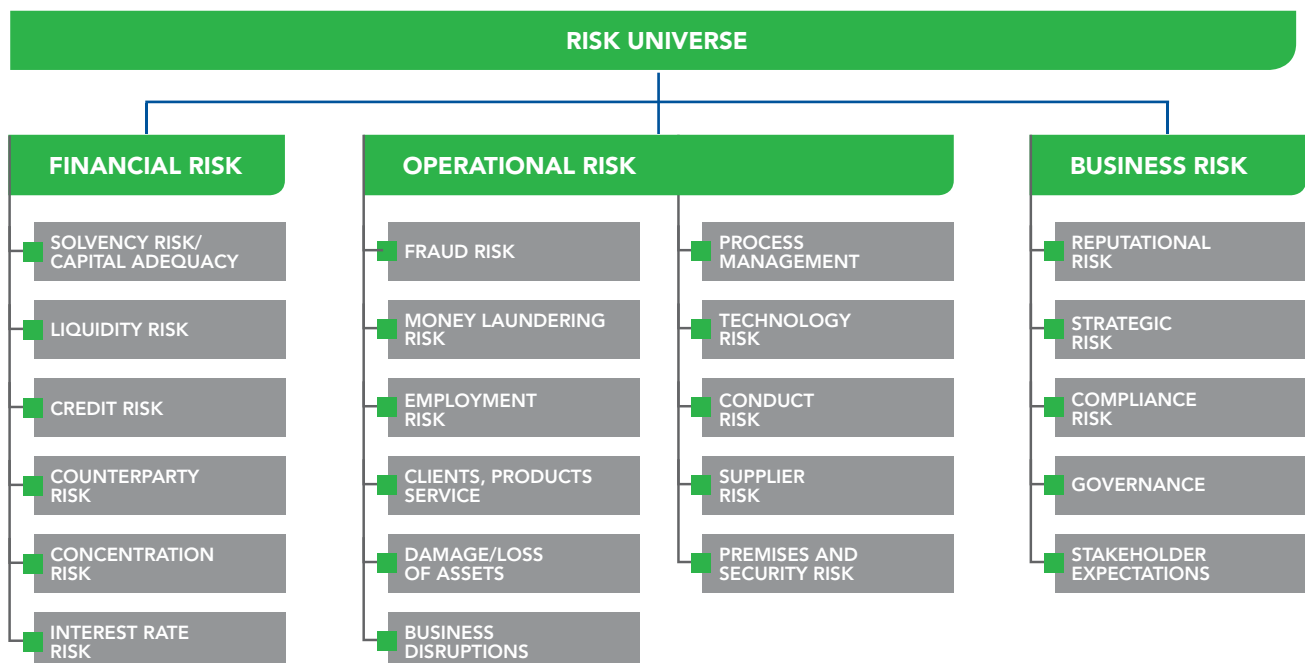 RISK UNIVERSE
FINANCIAL RISK
SOLVENCY RISK/
CAPITAL ADEQUACY
LIQUIDITY RISK
CREDIT RISK
COUNTERPARTY
RISK
CONCENTRATION
RISK
INTEREST RATE
RISK
OPERATIONAL RISK
FRAUD RISK
MONEY LAUNDERING
RISK
EMPLOYMENT
RISK
CLIENTS, PRODUCTS
SERVICE
DAMAGE/LOSS
OF ASSETS
BUSINESS
DISRUPTIONS
PROCESS
MANAGEMENT
TECHNOLOGY
RISK
CONDUCT
RISK
SUPPLIER
RISK
PREMISES AND
SECURITY RISK
BUSINESS RISK
REPUTATIONAL
RISK
STRATEGIC
RISK
COMPLIANCE
RISK
GOVERNANCE
STAKEHOLDER
EXPECTATIONS